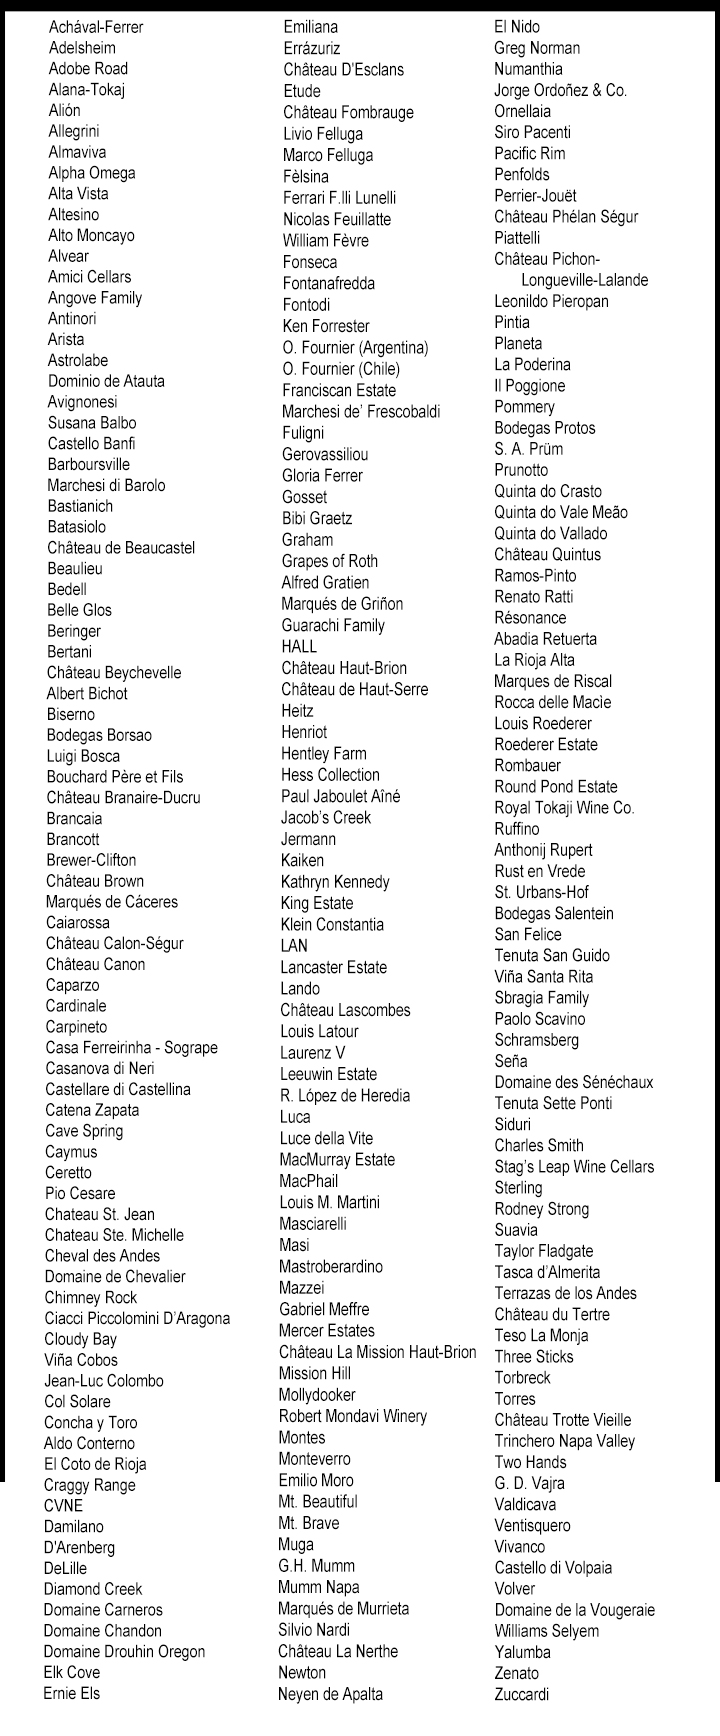 Achával-Ferrer
Adelsheim
Adobe Road
Alana-Tokaj
Alión
Allegrini
Almaviva
Alpha Omega
Alta Vista
Altesino
Alto Moncayo
Alvear
Amici Cellars
Angove Family
Antinori
Arista
Astrolabe
Dominio de Atauta
Avignonesi
Susana Balbo
Castello Banfi
Barboursville
Marchesi di Barolo
Bastianich
Batasiolo
Château de Beaucastel
Beaulieu
Bedell
Belle Glos
Beringer
Bertani
Château Beychevelle
Albert Bichot
Biserno
Bodegas Borsao
Luigi Bosca
Bouchard Père et Fils
Château Branaire-Ducru
Brancaia
Brancott
Brewer-Clifton
Château Brown
Marqués de Cáceres
Caiarossa
Château Calon-Ségur
Château Canon
Caparzo
Cardinale
Carpineto
Casa Ferreirinha - Sogrape
Casanova di Neri
Castellare di Castellina
Catena Zapata
Cave Spring
Caymus
Ceretto
Pio Cesare
Chateau St. Jean
Chateau Ste. Michelle
Cheval des Andes
Domaine de Chevalier
Chimney Rock
Ciacci Piccolomini D'Aragona
Cloudy Bay
Viña Cobos
Jean-Luc Colombo
Col Solare
Concha y Toro
Aldo Conterno
El Coto de Rioja
Craggy Range
CVNE
Damilano
D'Arenberg
DeLille
Diamond Creek
Domaine Carneros
Domaine Chandon
Domaine Drouhin Oregon
Elk Cove
Ernie Els
Emiliana
Errázuriz
Château D'Esclans
Etude
Château Fombrauge
Livio Felluga
Marco Felluga
Fèlsina
Ferrari F.lli Lunelli
Nicolas Feuillatte
William Fèvre
Fonseca
Fontanafredda
Fontodi
Ken Forrester
O. Fournier (Argentina)
O. Fournier (Chile)
Franciscan Estate
Marchesi de' Frescobaldi
Fuligni
Gerovassiliou
Gloria Ferrer
Gosset
Bibi Graetz
Graham
Grapes of Roth
Alfred Gratien
Marqués de Griñon
Guarachi Family
HALL
Château Haut-Brion
Château de Haut-Serre
Heitz
Henriot
Hentley Farm
Hess Collection
Paul Jaboulet Aîné
Jacob's Creek
Jermann
Kaiken
Kathryn Kennedy
King Estate
Klein Constantia
LAN
Lancaster Estate
Lando
Château Lascombes
Louis Latour
Laurenz V
Leeuwin Estate
R. López de Heredia
Luca
Luce della Vite
MacMurray Estate
MacPhail
Louis M. Martini
Masciarelli
Masi
Mastroberardino
Mazzei
Gabriel Meffre
Mercer Estates
Château La Mission Haut-Brion
Mission Hill
Mollydooker
Robert Mondavi Winery
Montes
Monteverro
Emilio Moro
Mt. Beautiful
Mt. Brave
Muga
G.H. Mumm
Mumm Napa
Marqués de Murrieta
Silvio Nardi
Château La Nerthe
Newton
Neyen de Apalta
El Nido
Greg Norman
Numanthia
Jorge Ordoñez & Co.
Ornellaia
Siro Pacenti
Pacific Rim
Penfolds
Perrier-Jouët
Château Phélan Ségur
Piattelli
Château Pichon-
Longueville-Lalande
Leonildo Pieropan
Pintia
Planeta
La Poderina
Il Poggione
Pommery
Bodegas Protos
S. A. Prüm
Prunotto
Quinta do Crasto
Quinta do Vale Meão
Quinta do Vallado
Château Quintus
Ramos-Pinto
Renato Ratti
Résonance
Abadia Retuerta
La Rioja Alta
Marques de Riscal
Rocca delle Macìe
Louis Roederer
Roederer Estate
Rombauer
Round Pond Estate
Royal Tokaji Wine Co.
Ruffino
Anthonij Rupert
Rust en Vrede
St. Urbans-Hof
Bodegas Salentein
San Felice
Tenuta San Guido
Viña Santa Rita
Sbragia Family
Paolo Scavino
Schramsberg
Seña
Domaine des Sénéchaux
Tenuta Sette Ponti
Siduri
Charles Smith
Stag's Leap Wine Cellars
Sterling
Rodney Strong
Suavia
Taylor Fladgate
Tasca d'Almerita
Terrazas de los Andes
Château du Tertre
Teso La Monja
Three Sticks
Torbreck
Torres
Château Trotte Vieille
Trinchero Napa Valley
Two Hands
G. D. Vajra
Valdicava
Ventisquero
Vivanco
Castello di Volpaia
Volver
Domaine de la Vougeraie
Williams Selyem
Yalumba
Zenato
Zuccardi